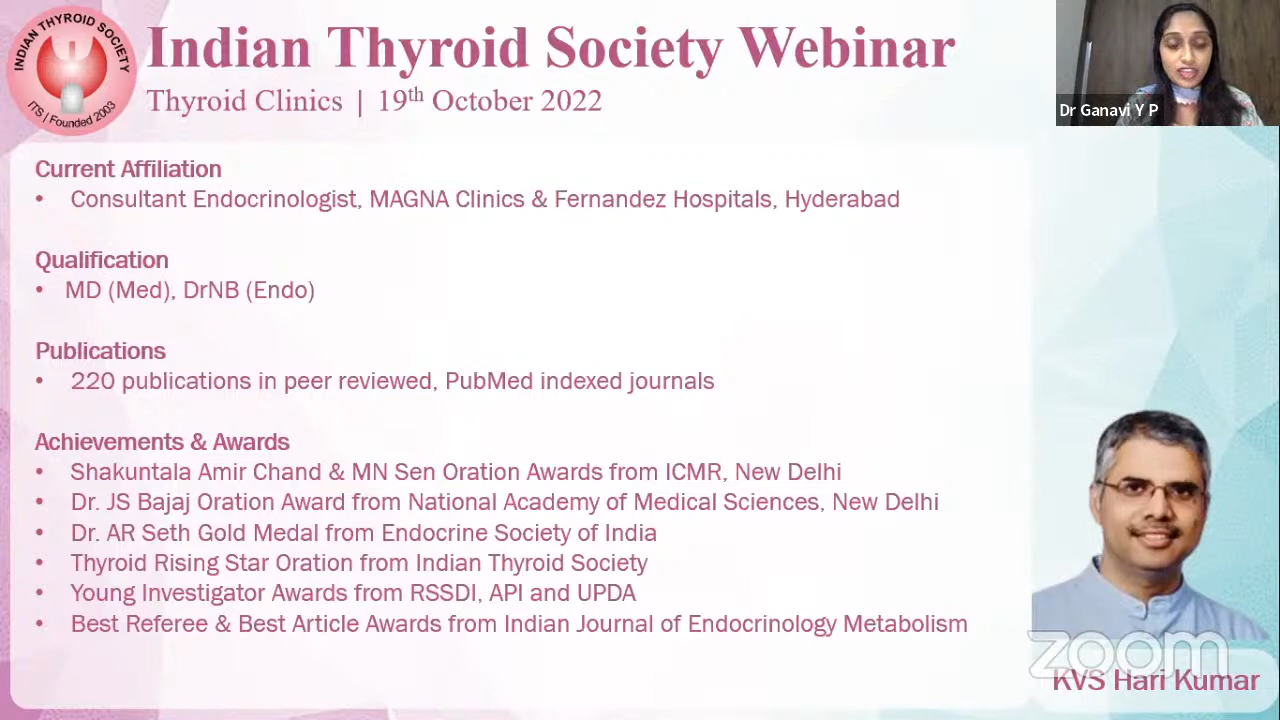 INDIAN THYROID SOCIETY
ITS / Founded 2003
Indian Thyroid Society Webinar
Thyroid Clinics | 19th October 2022
Dr Ganavi Y P
Current Affiliation
• Consultant Endocrinologist, MAGNA Clinics & Fernandez Hospitals, Hyderabad
Qualification
• MD (Med), DrNB (Endo)
Publications
• 220 publications in peer reviewed, PubMed indexed journals
Achievements & Awards
• Shakuntala Amir Chand & MN Sen Oration Awards from ICMR, New Delhi
• Dr. JS Bajaj Oration Award from National Academy of Medical Sciences, New Delhi
• Dr. AR Seth Gold Medal from Endocrine Society of India
• Thyroid Rising Star Oration from Indian Thyroid Society
• Young Investigator Awards from RSSDI, API and UPDA
• Best Referee & Best Article Awards from Indian Journal of Endocrinology Metabolism
zoom
KVS Hari Kumar